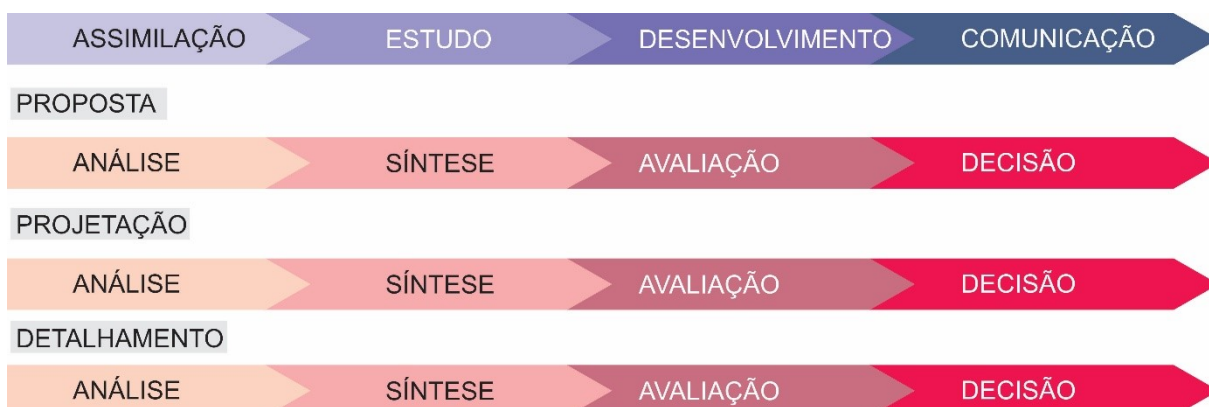 ASSIMILAÇÃO ESTUDO DESENVOLVIMENTO COMUNICAÇÃO
PROPOSTA
ANÁLISE SÍNTESE AVALIAÇÃO DECISÃO
PROJETAÇÃO
ANÁLISE SÍNTESE AVALIAÇÃO DECISÃO
DETALHAMENTO
ANÁLISE SÍNTESE AVALIAÇÃO DECISÃO